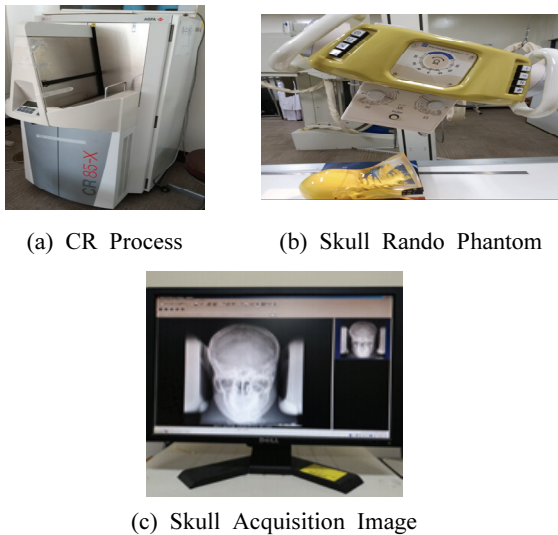 AGFA
CR 85-X
(a) CR Process
(b) Skull Rando Phantom
DELL
(c) Skull Acquisition Image